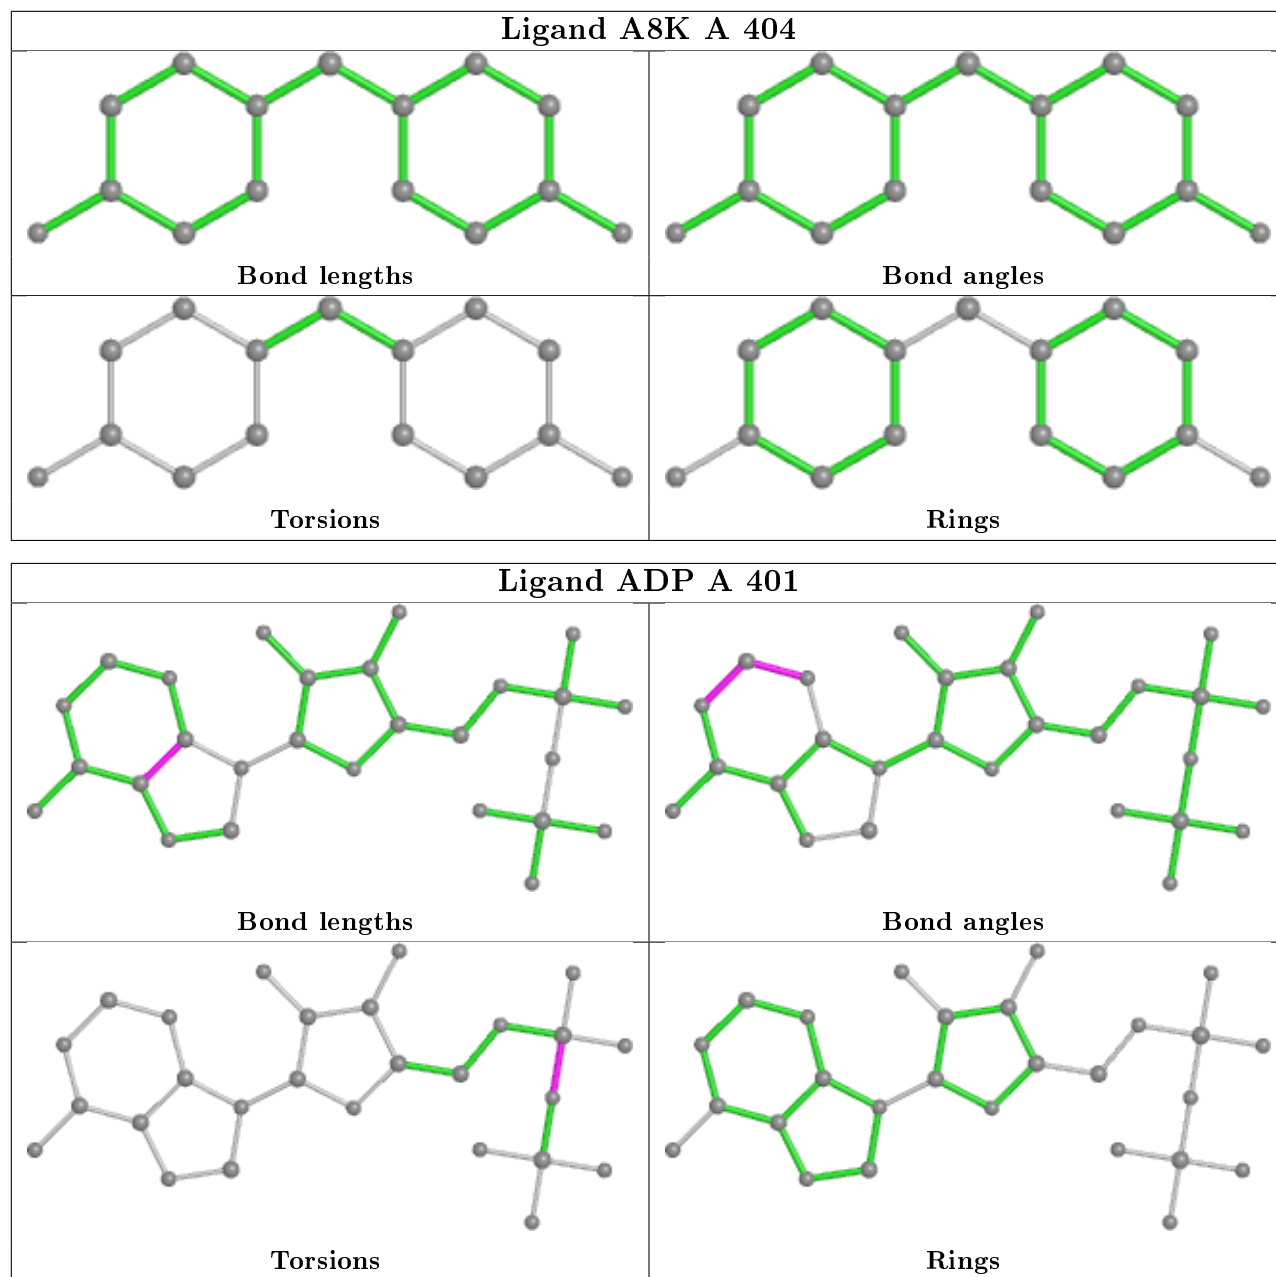 Ligand A8K A 404
Bond lengths
Bond angles
Torsions
Rings
Ligand ADP A 401
Bond lengths
Bond angles
Torsions
Rings